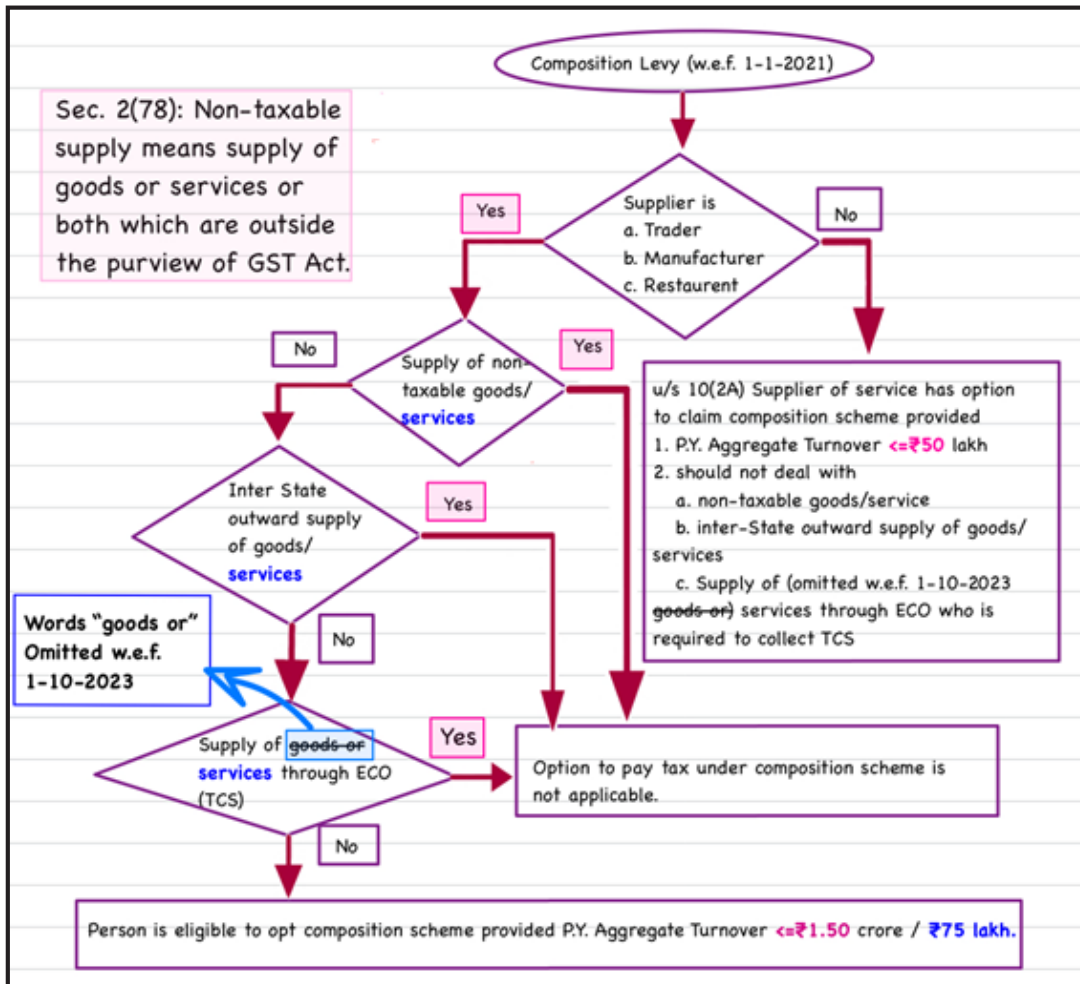 Composition Levy (w.e.f. 1-1-2021)
Sec. 2(78): Non-taxable
supply means supply of
goods or services or
both which are outside
the purview of GST Act.
Supplier is
a. Trader
b. Manufacturer
c. Restaurent
Yes
No
Supply of non-
taxable goods/
services
No
Yes
u/s 10(2A) Supplier of service has option
to claim composition scheme provided
1. P.Y. Aggregate Turnover <=₹50 lakh
2. should not deal with
a. non-taxable goods/service
b. inter-State outward supply of goods/
services
c. Supply of (omitted w.e.f. 1-10-2023
goods or) services through ECO who is
required to collect TCS
Inter State
outward supply
of goods/
services
Yes
No
Words "goods or"
Omitted w.e.f.
1-10-2023
Supply of goods or
services through ECO
(TCS)
Yes
No
Option to pay tax under composition scheme is
not applicable.
Person is eligible to opt composition scheme provided P.Y. Aggregate Turnover <=₹1.50 crore / ₹75 lakh.